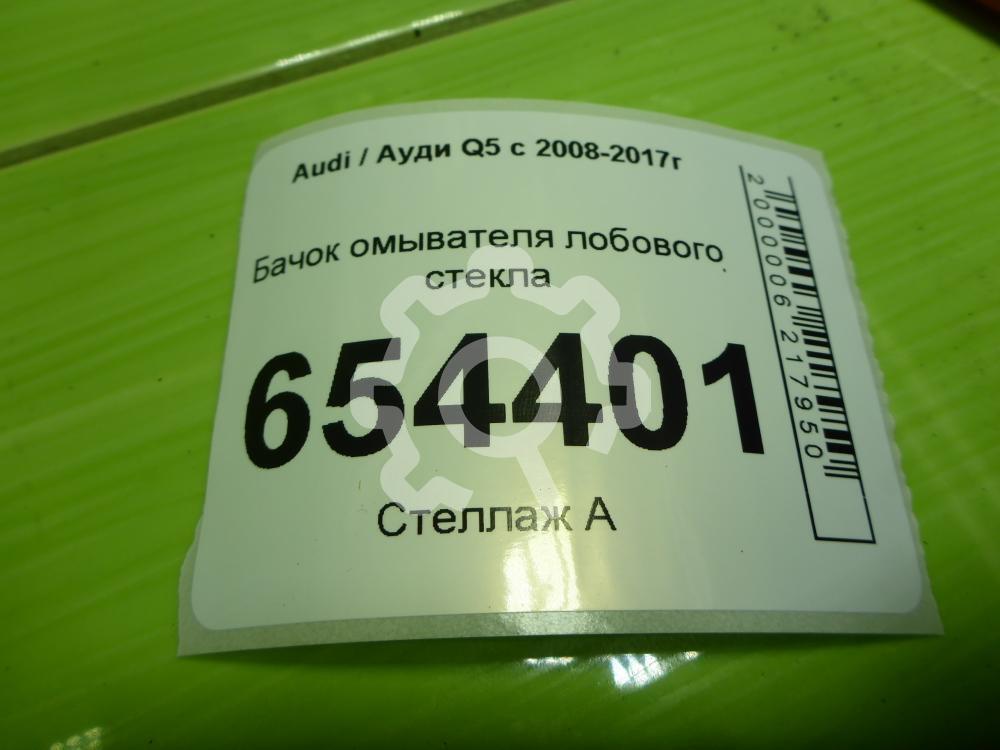 Audi / Ауди Q5 с 2008-2017г
Бачок омывателя лобового
стекла
654401
Стеллаж А
2000006217950